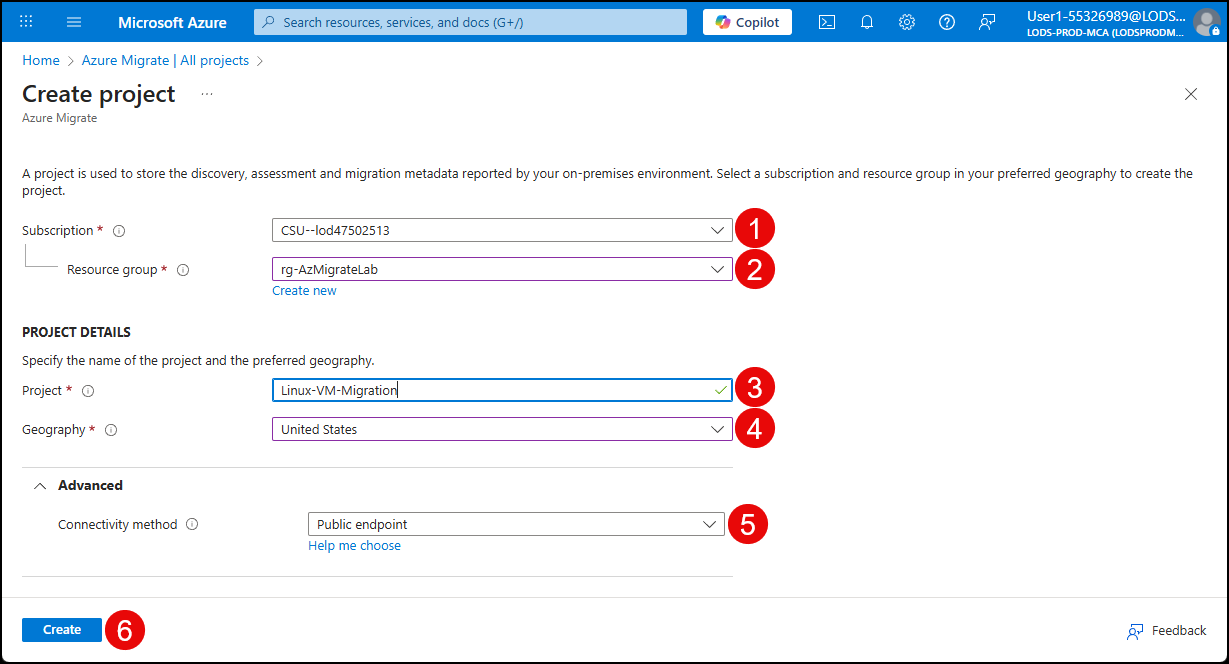 Microsoft Azure
Search resources, services, and docs (G+/)
Copilot
User1-55326989@LODS...
LODS-PROD-MCA (LODSPRODM...
Home > Azure Migrate | All projects >
Create project ...
Azure Migrate
A project is used to store the discovery, assessment and migration metadata reported by your on-premises environment. Select a subscription and resource group in your preferred geography to create the
project.
Subscription *
CSU--lod47502513
1
Resource group *
rg-AzMigrateLab
2
Create new
PROJECT DETAILS
Specify the name of the project and the preferred geography.
Project *
Linux-VM-Migration
3
Geography *
United States
4
Advanced
Connectivity method
Public endpoint
5
Help me choose
Create
6
Feedback